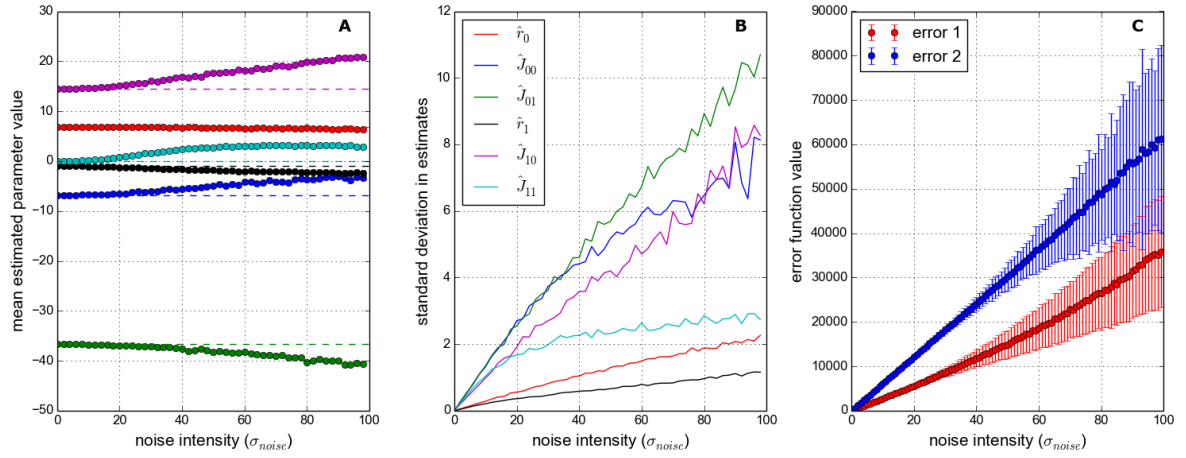 A
mean estimated parameter value
30
20
10
0
−10
−20
−30
−40
−50
0 20 40 60 80 100
noise intensity (σnoise)
B
standard deviation in estimates
12
10
8
6
4
2
0
r̂0
Ĵ00
Ĵ01
r̂1
Ĵ10
Ĵ11
0 20 40 60 80 100
noise intensity (σnoise)
C
error function value
90000
80000
70000
60000
50000
40000
30000
20000
10000
0
error 1
error 2
0 20 40 60 80 100
noise intensity (σnoise)